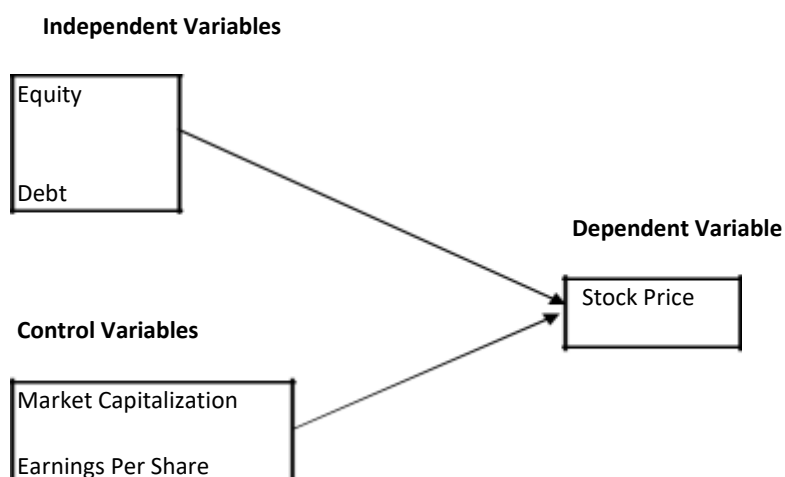 Independent Variables
Equity
Debt
Dependent Variable
Stock Price
Control Variables
Market Capitalization
Earnings Per Share